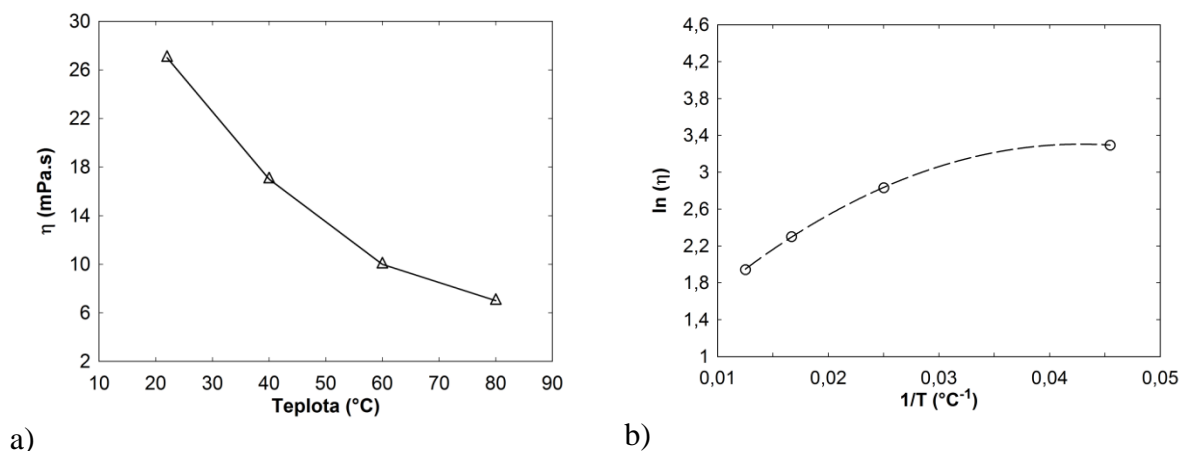 30
26
22
18
14
10
6
2
η (mPa.s)
10 20 30 40 50 60 70 80 90
Teplota (°C)
a)
4,6
4,2
3,8
3,4
3
2,6
2,2
1,8
1,4
1
ln (η)
0,01 0,02 0,03 0,04 0,05
1/T (°C⁻¹)
b)